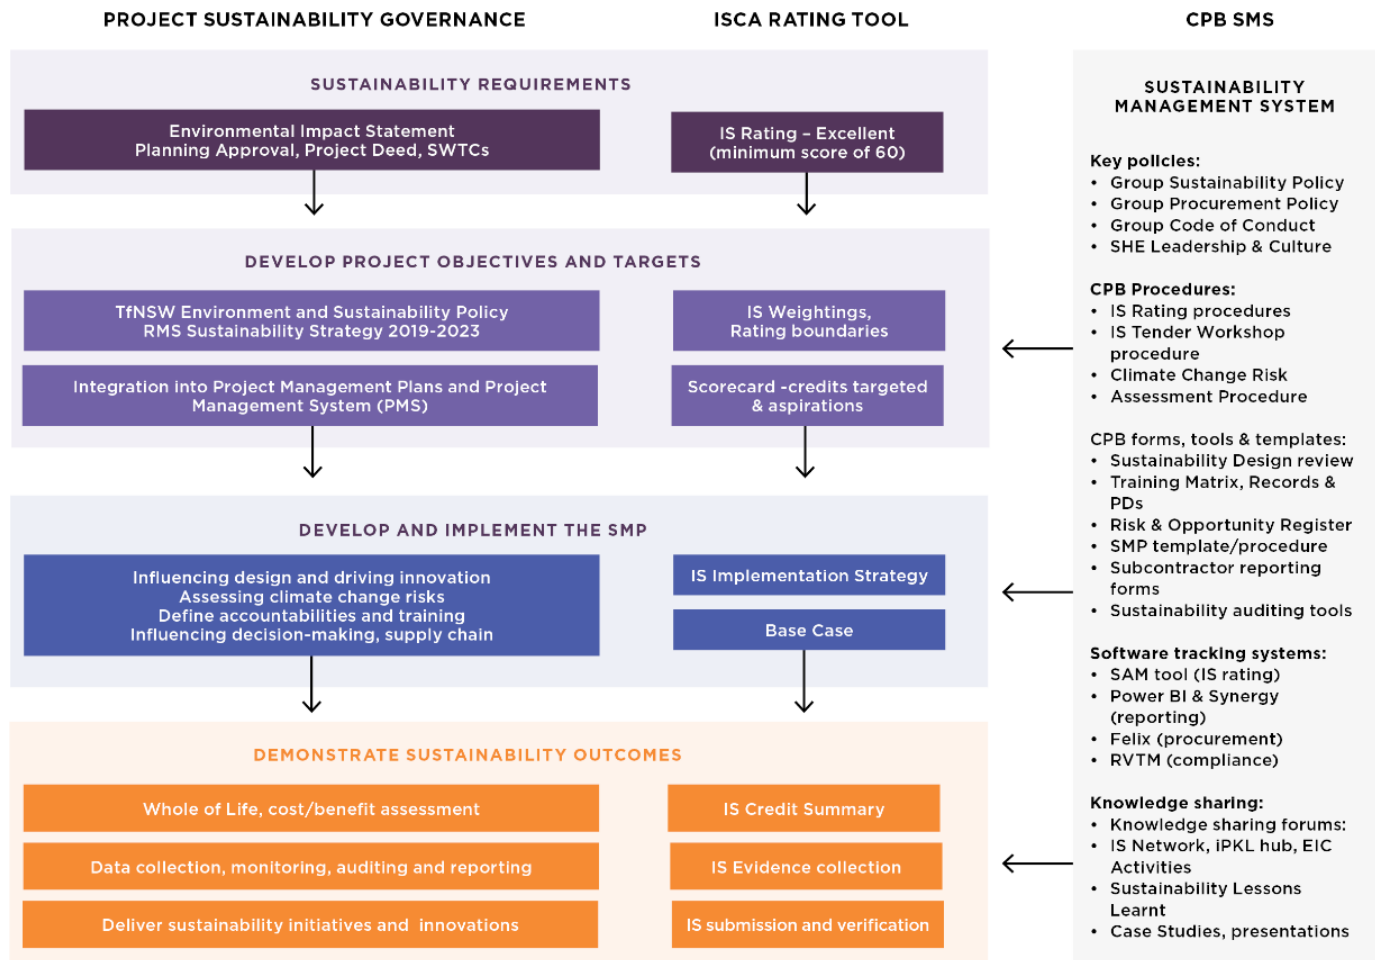 PROJECT SUSTAINABILITY GOVERNANCE
ISCA RATING TOOL
CPB SMS
SUSTAINABILITY REQUIREMENTS
Environmental Impact Statement
Planning Approval, Project Deed, SWTCs
IS Rating – Excellent
(minimum score of 60)
DEVELOP PROJECT OBJECTIVES AND TARGETS
TfNSW Environment and Sustainability Policy
RMS Sustainability Strategy 2019-2023
IS Weightings,
Rating boundaries
Integration into Project Management Plans and Project
Management System (PMS)
Scorecard -credits targeted
& aspirations
DEVELOP AND IMPLEMENT THE SMP
Influencing design and driving innovation
Assessing climate change risks
Define accountabilities and training
Influencing decision-making, supply chain
IS Implementation Strategy
Base Case
DEMONSTRATE SUSTAINABILITY OUTCOMES
Whole of Life, cost/benefit assessment
IS Credit Summary
Data collection, monitoring, auditing and reporting
IS Evidence collection
Deliver sustainability initiatives and innovations
IS submission and verification
SUSTAINABILITY
MANAGEMENT SYSTEM
Key policies:
• Group Sustainability Policy
• Group Procurement Policy
• Group Code of Conduct
• SHE Leadership & Culture
CPB Procedures:
• IS Rating procedures
• IS Tender Workshop
procedure
• Climate Change Risk
• Assessment Procedure
CPB forms, tools & templates:
• Sustainability Design review
• Training Matrix, Records &
PDs
• Risk & Opportunity Register
• SMP template/procedure
• Subcontractor reporting
forms
• Sustainability auditing tools
Software tracking systems:
• SAM tool (IS rating)
• Power BI & Synergy
(reporting)
• Felix (procurement)
• RVTM (compliance)
Knowledge sharing:
• Knowledge sharing forums:
• IS Network, iPKL hub, EIC
Activities
• Sustainability Lessons
Learnt
• Case Studies, presentations